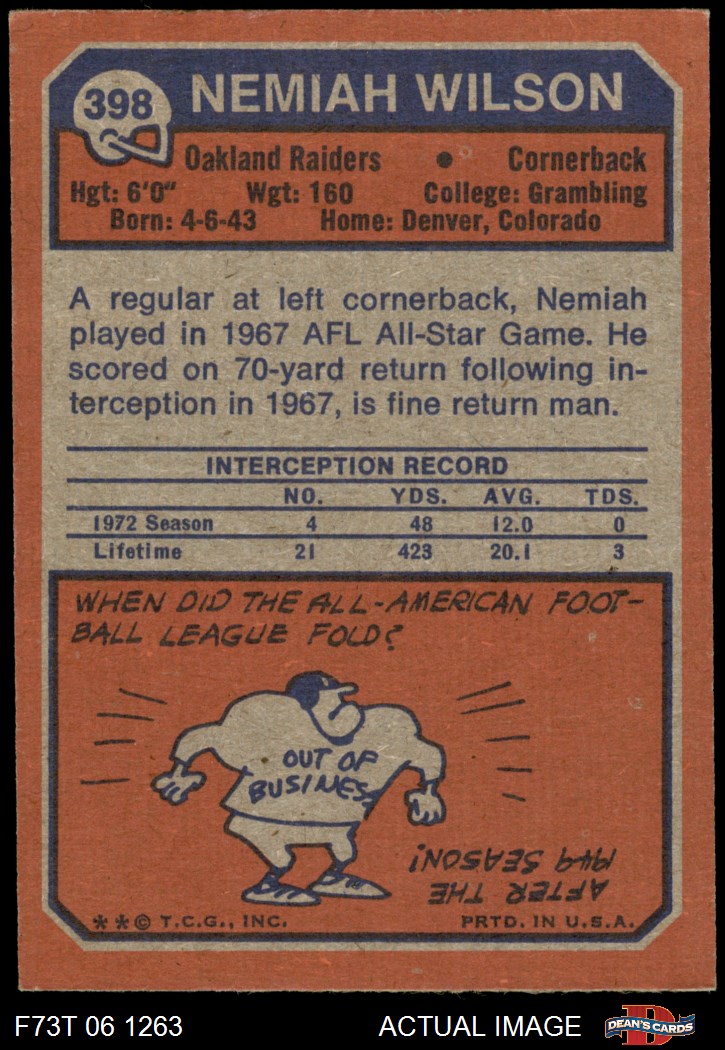 398
NEMIAH WILSON
Oakland Raiders • Cornerback
Hgt: 6'0" Wgt: 160 College: Grambling
Born: 4-6-43 Home: Denver, Colorado
A regular at left cornerback, Nemiah
played in 1967 AFL All-Star Game. He
scored on 70-yard return following in-
terception in 1967, is fine return man.
INTERCEPTION RECORD
NO. YDS. AVG. TDS.
1972 Season 4 48 12.0 0
Lifetime 21 423 20.1 3
WHEN DID THE ALL-AMERICAN FOOT-
BALL LEAGUE FOLD?
OUT OF
BUSINESS
AFTER THE
1949 SEASON!
**© T.C.G., INC. PRTD. IN U.S.A.
F73T 06 1263 ACTUAL IMAGE
D
DEAN'S CARDS